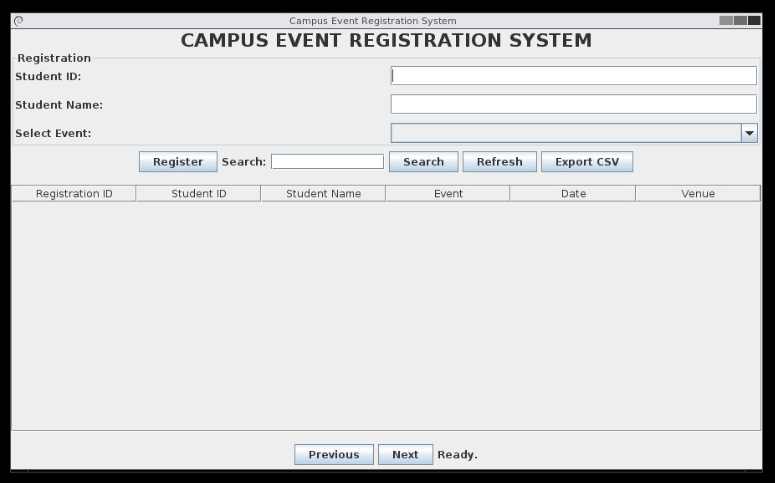 Campus Event Registration System
CAMPUS EVENT REGISTRATION SYSTEM
Registration
Student ID:
Student Name:
Select Event:
Register Search: Search Refresh Export CSV
Registration ID Student ID Student Name Event Date Venue
Previous Next Ready.